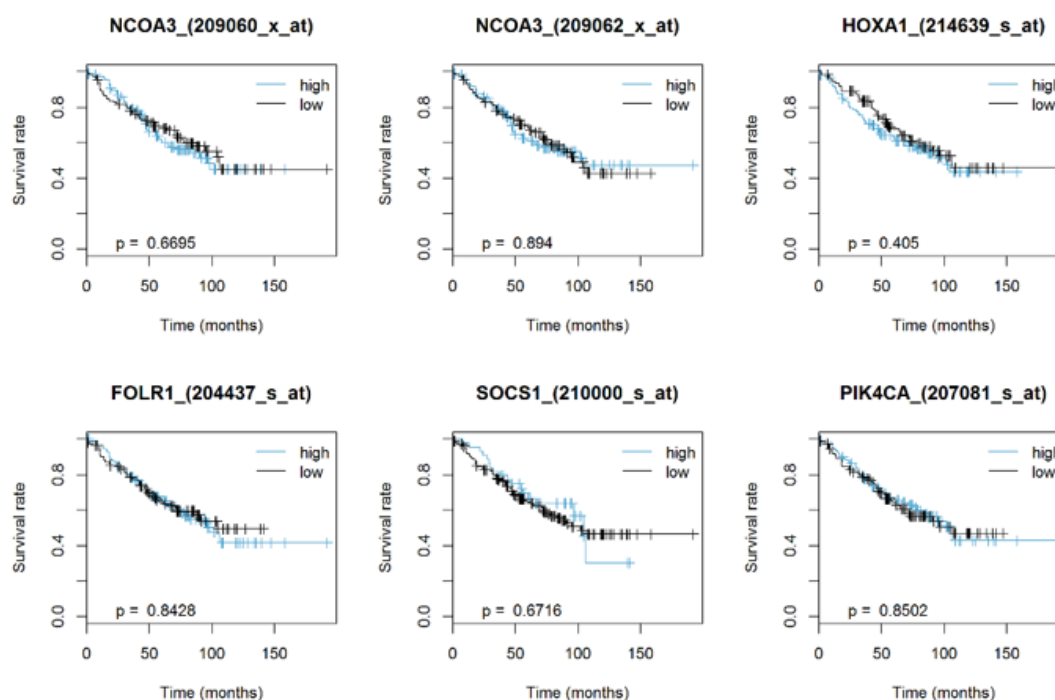 NCOA3_(209060_x_at)
NCOA3_(209062_x_at)
HOXA1_(214639_s_at)
Survival rate
0.0 0.4 0.8
high
low
p = 0.6695
0 50 100 150
Time (months)
Survival rate
0.0 0.4 0.8
high
low
p = 0.894
0 50 100 150
Time (months)
Survival rate
0.0 0.4 0.8
high
low
p = 0.405
0 50 100 150
Time (months)
FOLR1_(204437_s_at)
SOCS1_(210000_s_at)
PIK4CA_(207081_s_at)
Survival rate
0.0 0.4 0.8
high
low
p = 0.8428
0 50 100 150
Time (months)
Survival rate
0.0 0.4 0.8
high
low
p = 0.6716
0 50 100 150
Time (months)
Survival rate
0.0 0.4 0.8
high
low
p = 0.8502
0 50 100 150
Time (months)